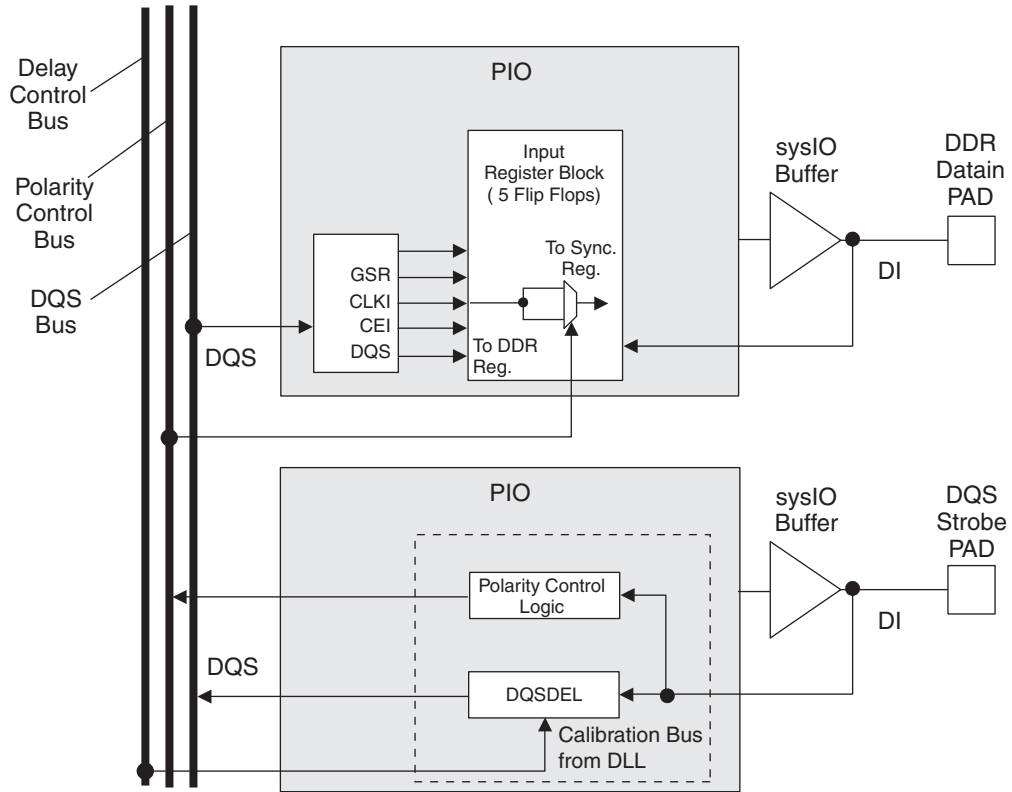 Delay
Control
Bus
Polarity
Control
Bus
DQS
Bus
PIO
Input
Register Block
( 5 Flip Flops)
To Sync.
Reg.
GSR
CLKI
CEI
DQS
To DDR
Reg.
DQS
sysIO
Buffer
DDR
Datain
PAD
DI
PIO
Polarity Control
Logic
DQS
DQSDEL
Calibration Bus
from DLL
sysIO
Buffer
DQS
Strobe
PAD
DI